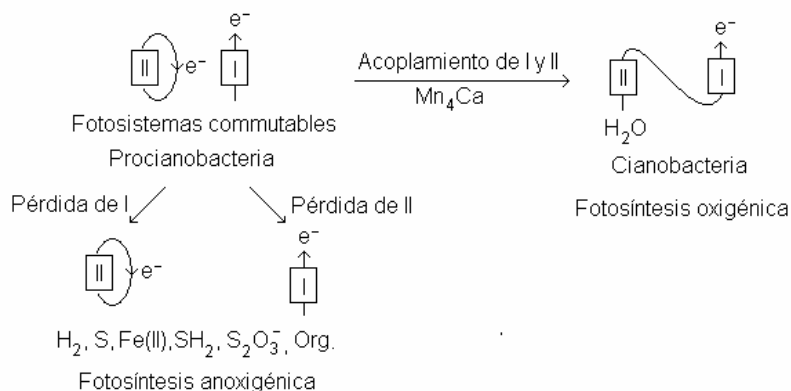 e⁻
II
e⁻
I
Fotosistemas commutables
Procianobacteria
Acoplamiento de I y II
Mn₄Ca
e⁻
II
I
H₂O
Cianobacteria
Fotosíntesis oxigénica
Pérdida de I
Pérdida de II
II
e⁻
e⁻
I
H₂, S, Fe(II),SH₂, S₂O₃⁻, Org.
Fotosíntesis anoxigénica